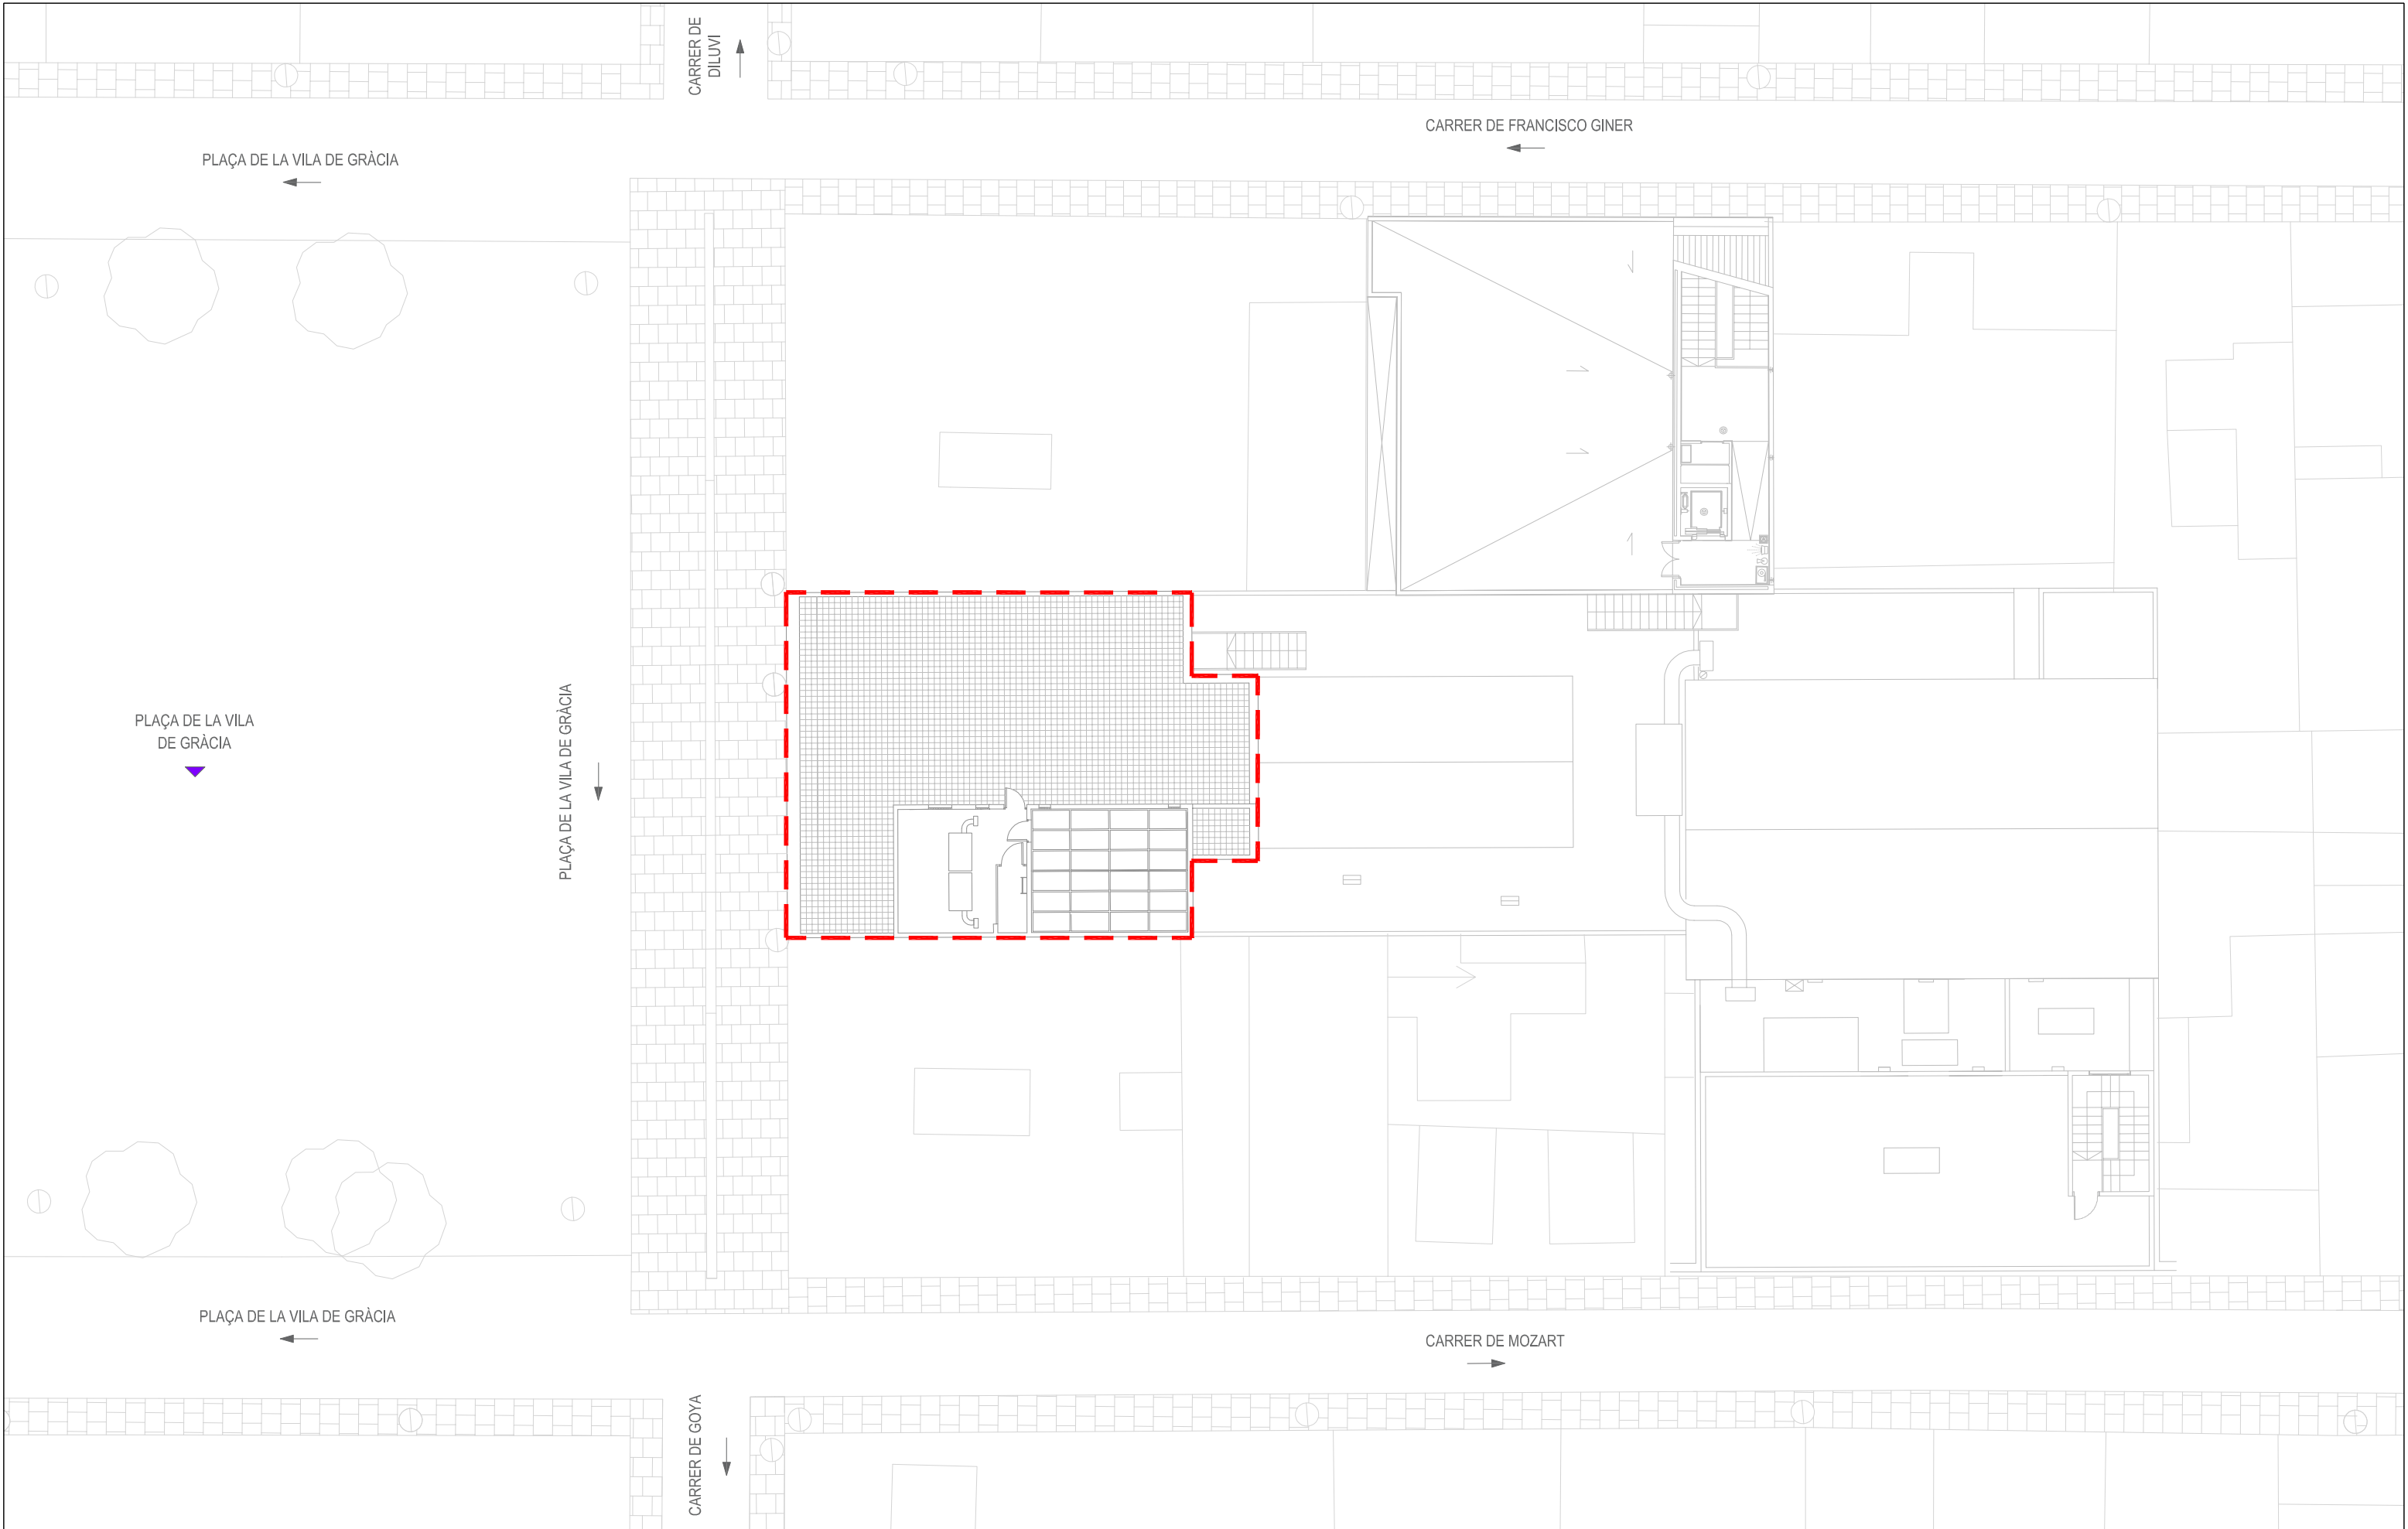 CARRER DE
DILUVI
CARRER DE FRANCISCO GINER
PLAÇA DE LA VILA DE GRÀCIA
PLAÇA DE LA VILA DE GRÀCIA
PLAÇA DE LA VILA
DE GRÀCIA
PLAÇA DE LA VILA DE GRÀCIA
CARRER DE MOZART
CARRER DE GOYA